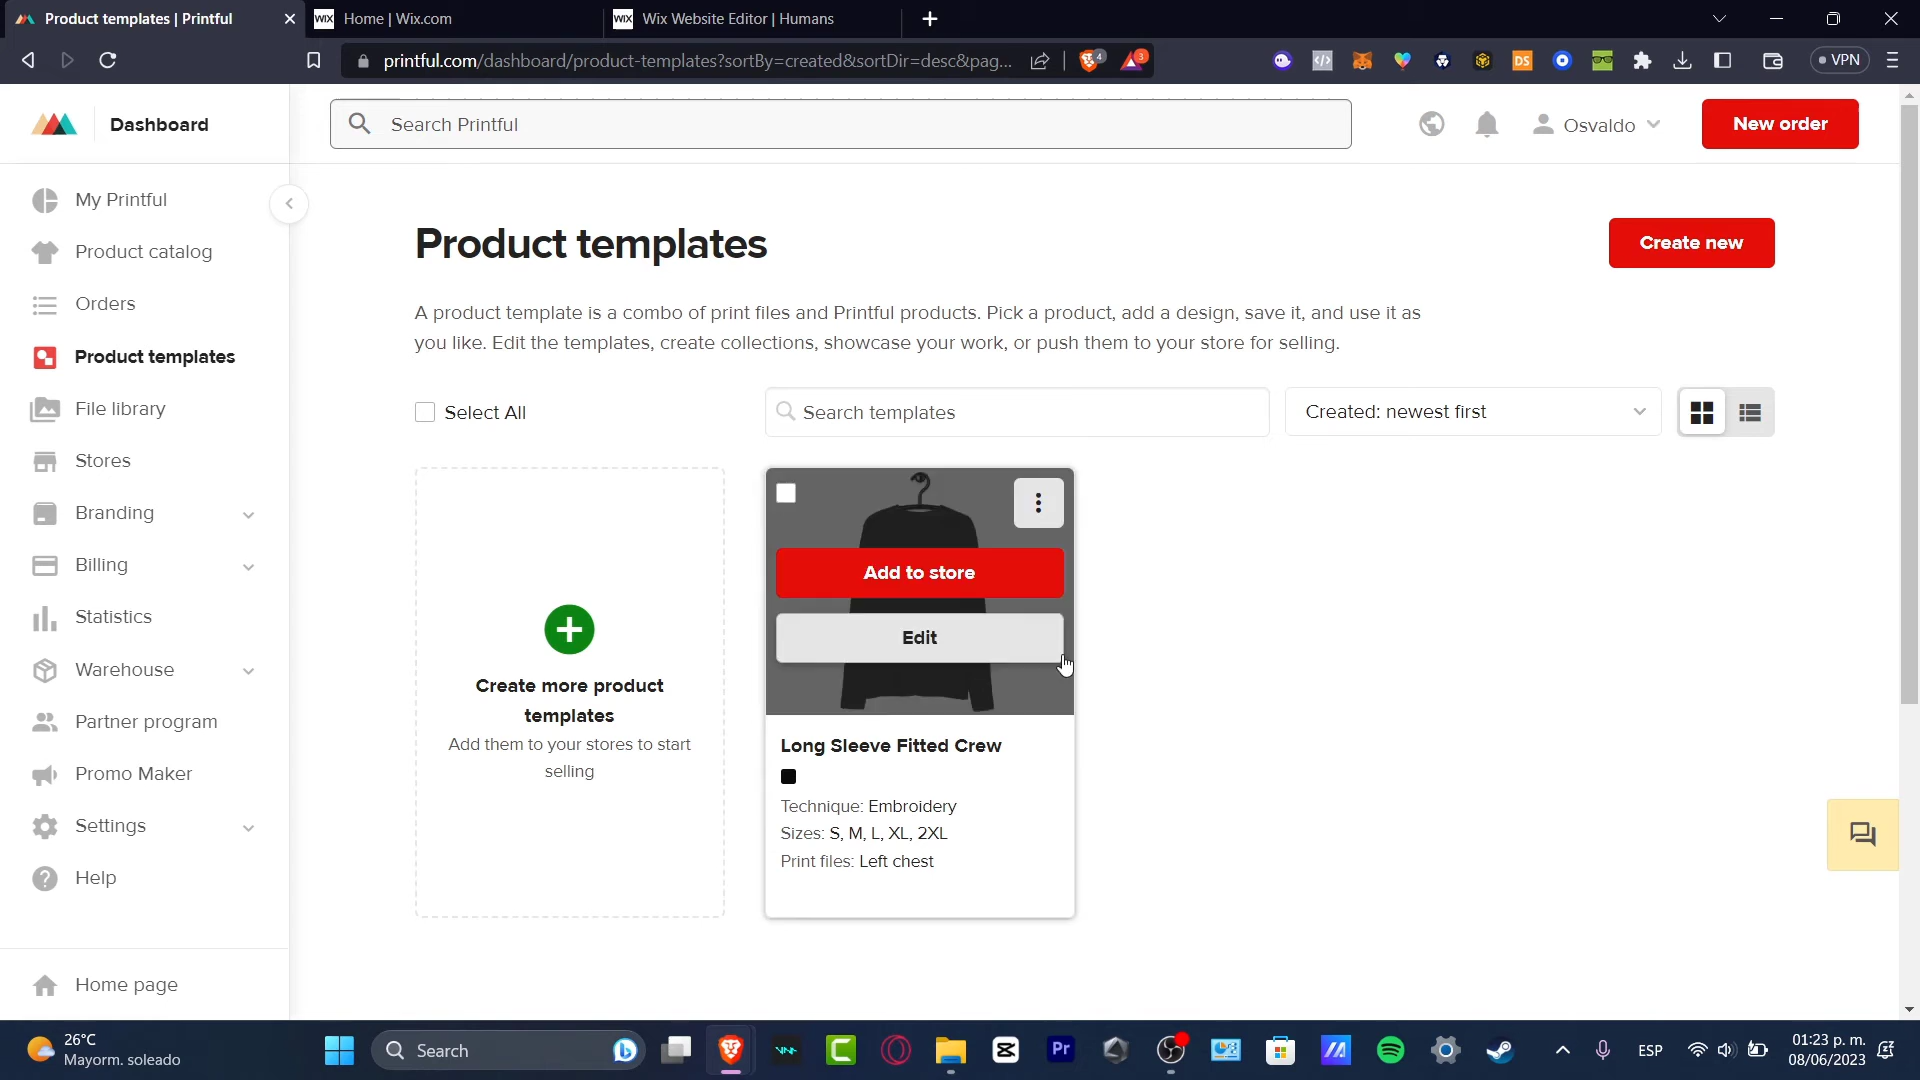 Product templates | Printful
WIX Home | Wix.com
WIX Wix Website Editor | Humans
printful.com/dashboard/product-templates?sortBy=created&sortDir=desc&pag...
4
3
DS
VPN
Dashboard
Search Printful
Osvaldo
New order
My Printful
Product catalog
Orders
Product templates
File library
Stores
Branding
Billing
Statistics
Warehouse
Partner program
Promo Maker
Settings
Help
Home page
Product templates
Create new
A product template is a combo of print files and Printful products. Pick a product, add a design, save it, and use it as
you like. Edit the templates, create collections, showcase your work, or push them to your store for selling.
Select All
Search templates
Created: newest first
Create more product
templates
Add them to your stores to start
selling
Add to store
Edit
Long Sleeve Fitted Crew
Technique: Embroidery
Sizes: S, M, L, XL, 2XL
Print files: Left chest
26°C
Mayorm. soleado
Search
Pr
ESP
01:23 p. m.
08/06/2023